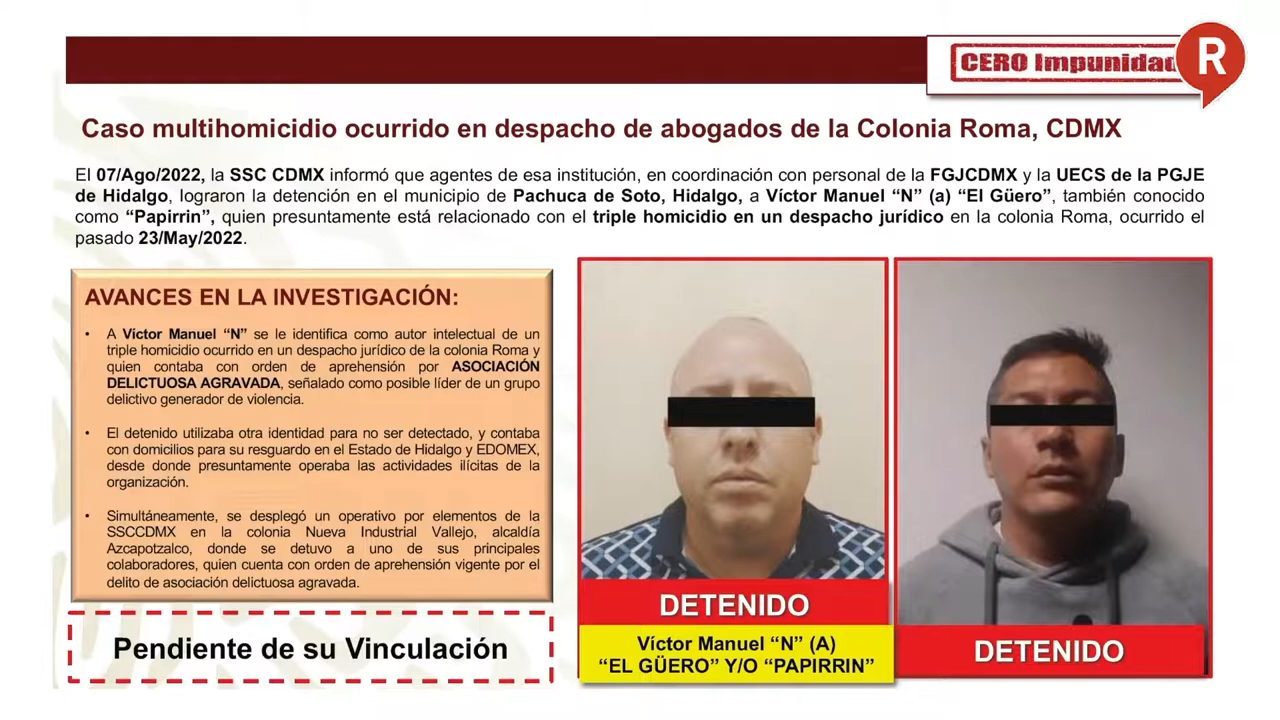 CERO Impunidad
R
Caso multihomicidio ocurrido en despacho de abogados de la Colonia Roma, CDMX
El 07/Ago/2022, la SSC CDMX informó que agentes de esa institución, en coordinación con personal de la FGJCDMX y la UECS de la PGJE
de Hidalgo, lograron la detención en el municipio de Pachuca de Soto, Hidalgo, a Víctor Manuel “N” (a) “El Güero”, también conocido
como “Papirrin”, quien presuntamente está relacionado con el triple homicidio en un despacho jurídico en la colonia Roma, ocurrido el
pasado 23/May/2022.
AVANCES EN LA INVESTIGACIÓN:
• A Víctor Manuel “N” se le identifica como autor intelectual de un
triple homicidio ocurrido en un despacho jurídico de la colonia Roma y
quien contaba con orden de aprehensión por ASOCIACIÓN
DELICTUOSA AGRAVADA, señalado como posible líder de un grupo
delictivo generador de violencia.
• El detenido utilizaba otra identidad para no ser detectado, y contaba
con domicilios para su resguardo en el Estado de Hidalgo y EDOMEX,
desde donde presuntamente operaba las actividades ilícitas de la
organización.
• Simultáneamente, se desplegó un operativo por elementos de la
SSCCDMX en la colonia Nueva Industrial Vallejo, alcaldía
Azcapotzalco, donde se detuvo a uno de sus principales
colaboradores, quien cuenta con orden de aprehensión vigente por el
delito de asociación delictuosa agravada.
Pendiente de su Vinculación
DETENIDO
Víctor Manuel “N” (A)
“EL GÜERO” Y/O “PAPIRRIN”
DETENIDO